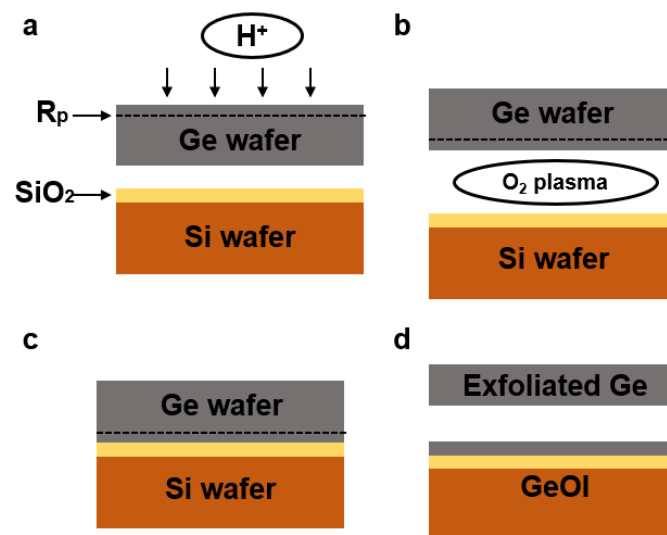 a
H⁺
Rp
Ge wafer
SiO₂
Si wafer
b
Ge wafer
O₂ plasma
Si wafer
c
Ge wafer
Si wafer
d
Exfoliated Ge
GeOI